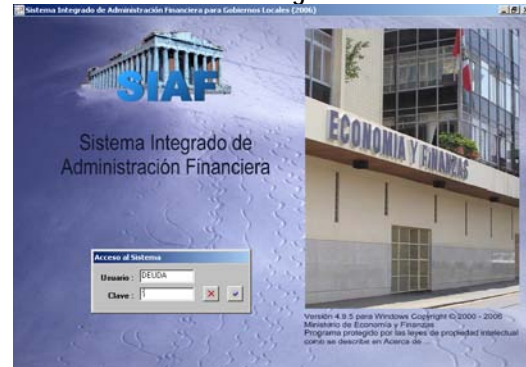 Sistema Integrado de Administración Financiera para Gobiernos Locales (2006)
SIAF
Sistema Integrado de
Administración Financiera
ECONOMIA Y FINANZAS
Acceso al Sistema
Usuario : DEUDA
Clave :
Versión 4.9.5 para Windows Copyright © 2000 - 2006
Ministerio de Economía y Finanzas
Programa protegido por las leyes de propiedad intelectual
como se describe en Acerca de ...